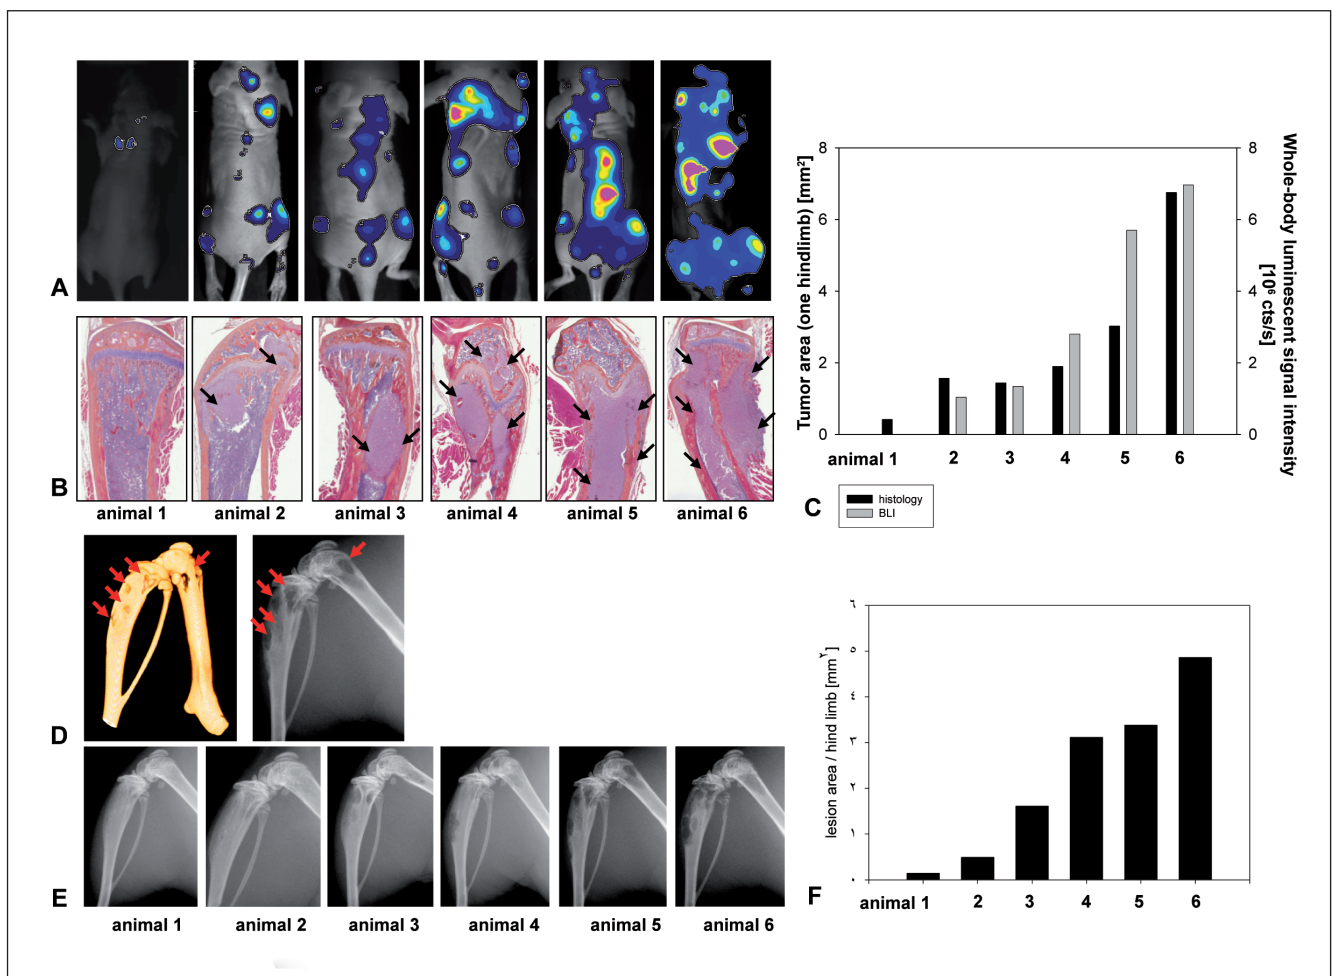 A
B
animal 1
animal 2
animal 3
animal 4
animal 5
animal 6
8
6
4
2
0
Tumor area (one hindlimb) [mm²]
8
6
4
2
0
Whole-body luminescent signal intensity
[10⁶ cts/s]
animal 1
2
3
4
5
6
C
histology
BLI
D
E
animal 1
animal 2
animal 3
animal 4
animal 5
animal 6
٦
٥
٤
٣
٢
١
٠
lesion area / hind limb [mm٢]
F
animal 1
2
3
4
5
6